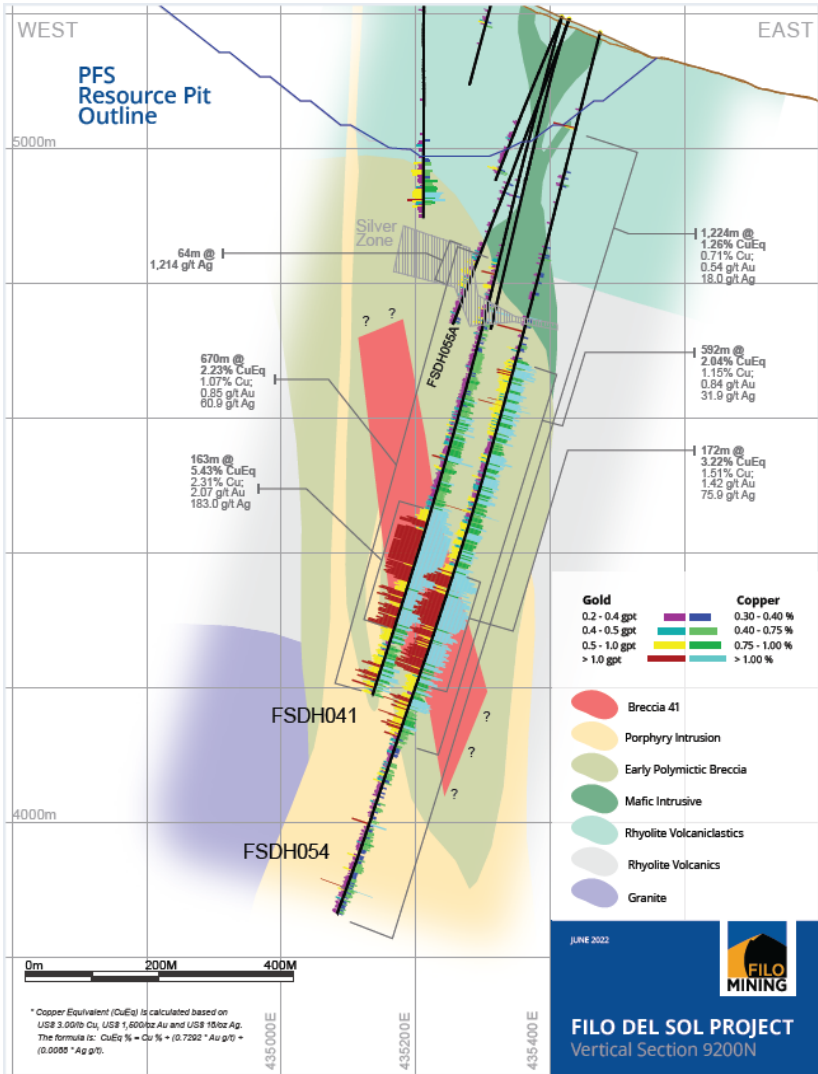 WEST
EAST
PFS
Resource Pit
Outline
5000m
Silver
Zone
64m @
1,214 g/t Ag
1,224m @
1.26% CuEq
0.71% Cu;
0.54 g/t Au
18.0 g/t Ag
? ?
FSDH055A
670m @
2.23% CuEq
1.07% Cu;
0.85 g/t Au
60.9 g/t Ag
592m @
2.04% CuEq
1.15% Cu;
0.84 g/t Au
31.9 g/t Ag
163m @
5.43% CuEq
2.31% Cu;
2.07 g/t Au
183.0 g/t Ag
172m @
3.22% CuEq
1.51% Cu;
1.42 g/t Au
75.9 g/t Ag
Gold Copper
0.2 - 0.4 gpt 0.30 - 0.40 %
0.4 - 0.5 gpt 0.40 - 0.75 %
0.5 - 1.0 gpt 0.75 - 1.00 %
> 1.0 gpt > 1.00 %
FSDH041
?
?
?
Breccia 41
Porphyry Intrusion
Early Polymictic Breccia
Mafic Intrusive
Rhyolite Volcaniclastics
Rhyolite Volcanics
Granite
4000m
FSDH054
0m 200M 400M
* Copper Equivalent (CuEq) is calculated based on
US$ 3.00/lb Cu, US$ 1,500/oz Au and US$ 18/oz Ag.
The formula is: CuEq % = Cu % + (0.7292 * Au g/t) +
(0.0088 * Ag g/t).
435000 E
435200 E
435400 E
JUNE 2022
FILO
MINING
FILO DEL SOL PROJECT
Vertical Section 9200N